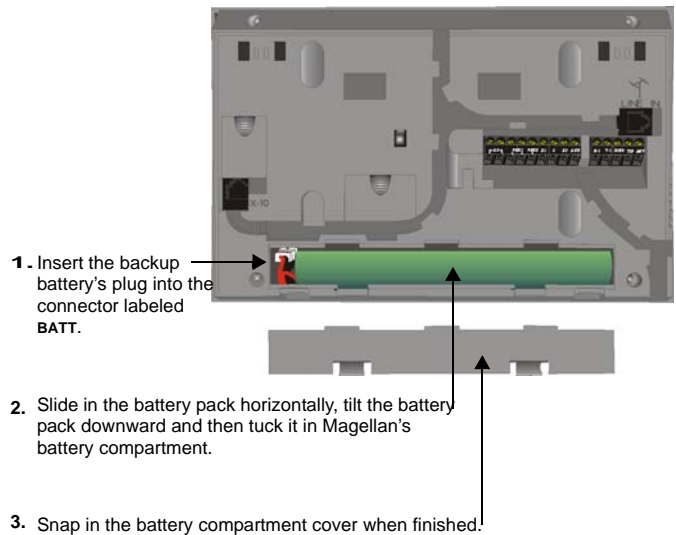 LINE IN
X-10
1. Insert the backup
battery's plug into the
connector labeled
BATT.
2. Slide in the battery pack horizontally, tilt the battery
pack downward and then tuck it in Magellan's
battery compartment.
3. Snap in the battery compartment cover when finished.